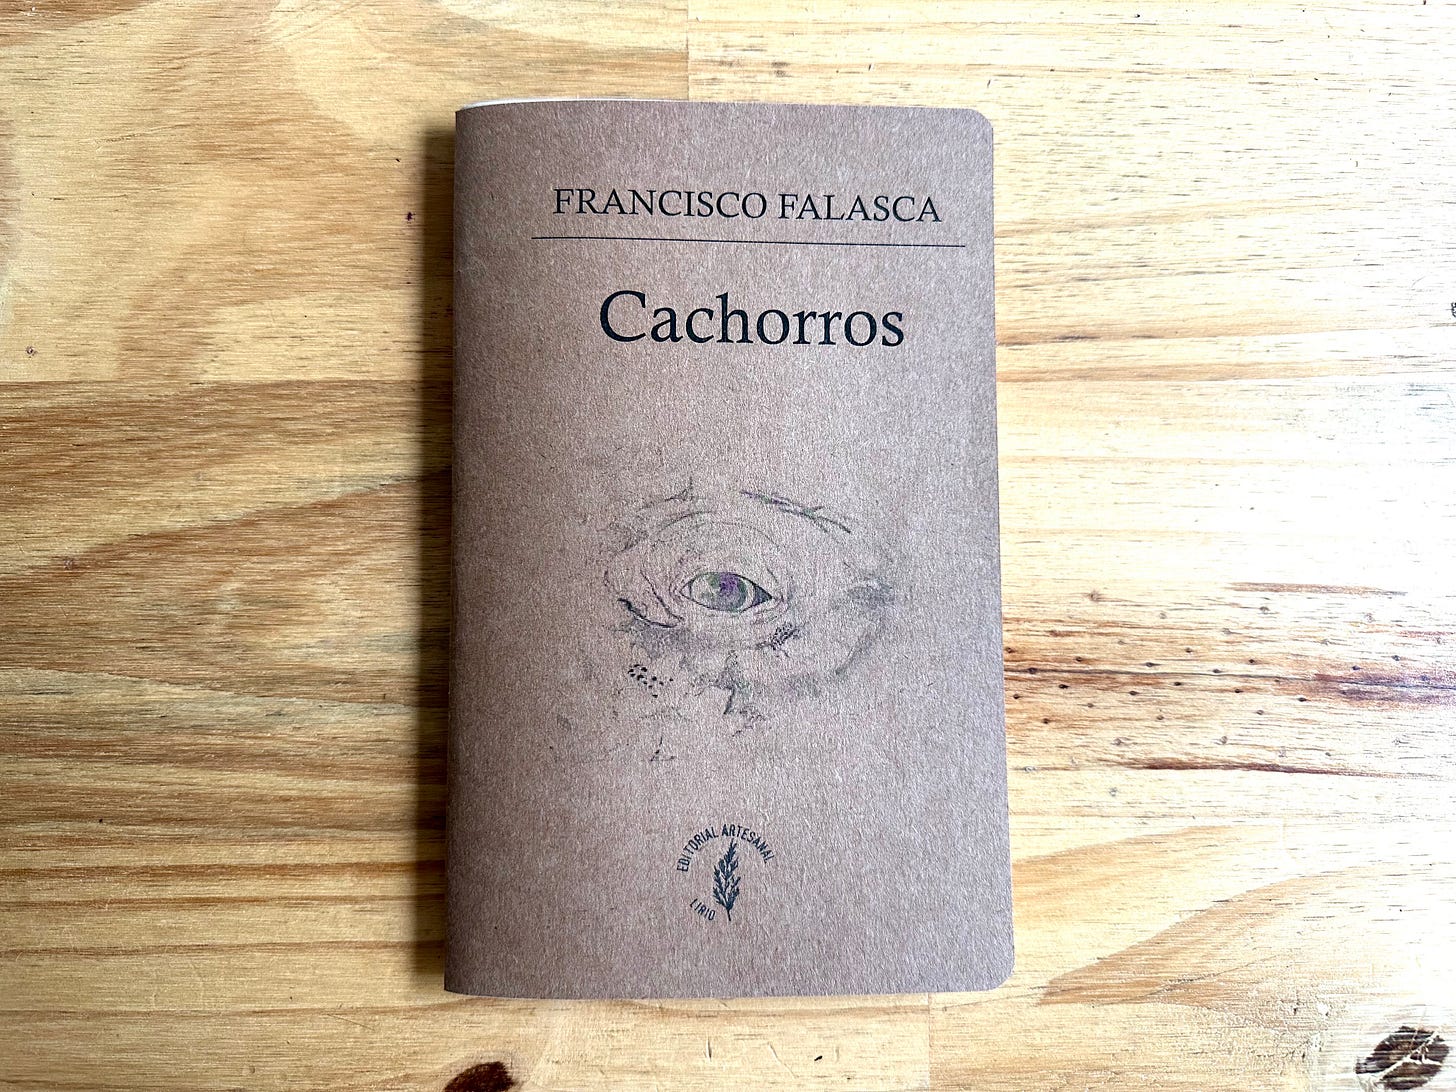 FRANCISCO FALASCA
Cachorros
EDITORIAL ARTESANAL
LIRIO